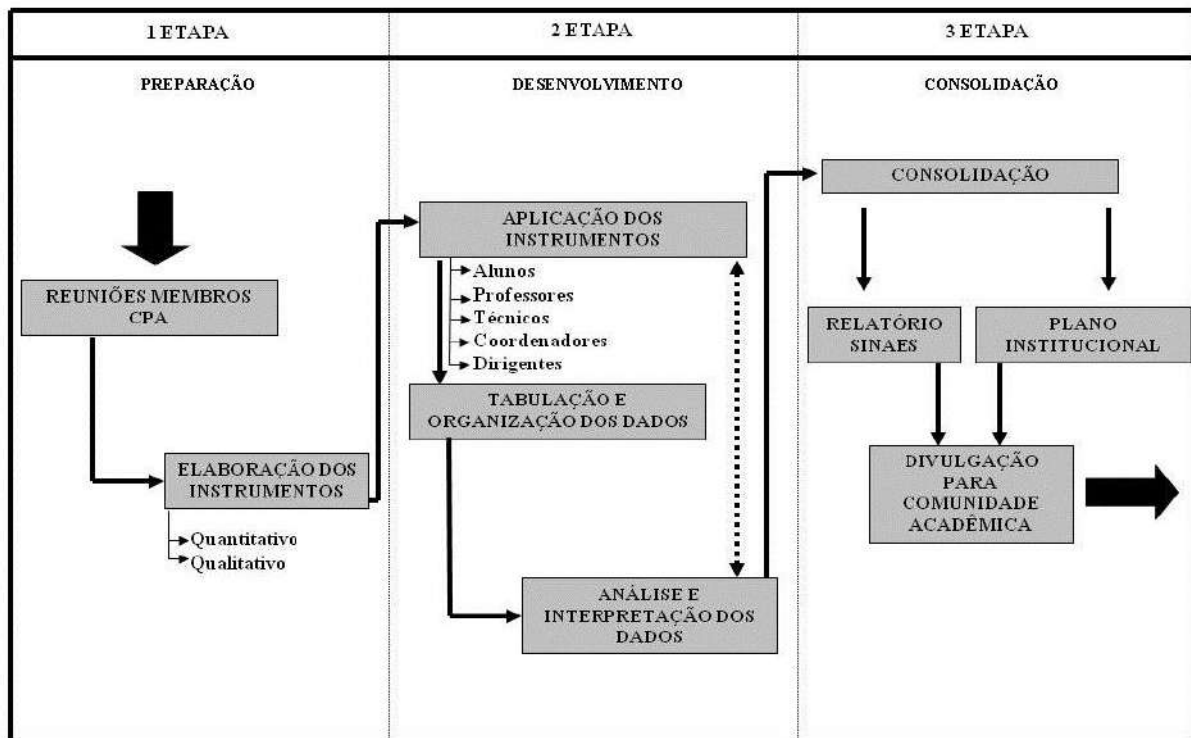 1 ETAPA
2 ETAPA
3 ETAPA
PREPARAÇÃO
DESENVOLVIMENTO
CONSOLIDAÇÃO
REUNIÕES MEMBROS
CPA
ELABORAÇÃO DOS
INSTRUMENTOS
Quantitativo
Qualitativo
APLICAÇÃO DOS
INSTRUMENTOS
Alunos
Professores
Técnicos
Coordenadores
Dirigentes
TABULAÇÃO E
ORGANIZAÇÃO DOS DADOS
ANÁLISE E
INTERPRETAÇÃO DOS
DADOS
CONSOLIDAÇÃO
RELATÓRIO
SINAES
PLANO
INSTITUCIONAL
DIVULGAÇÃO
PARA
COMUNIDADE
ACADÊMICA